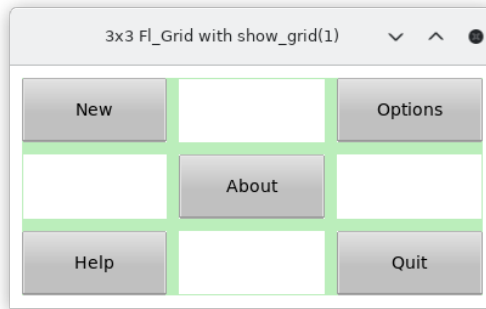 3x3 Fl_Grid with show_grid(1)
New
Options
About
Help
Quit